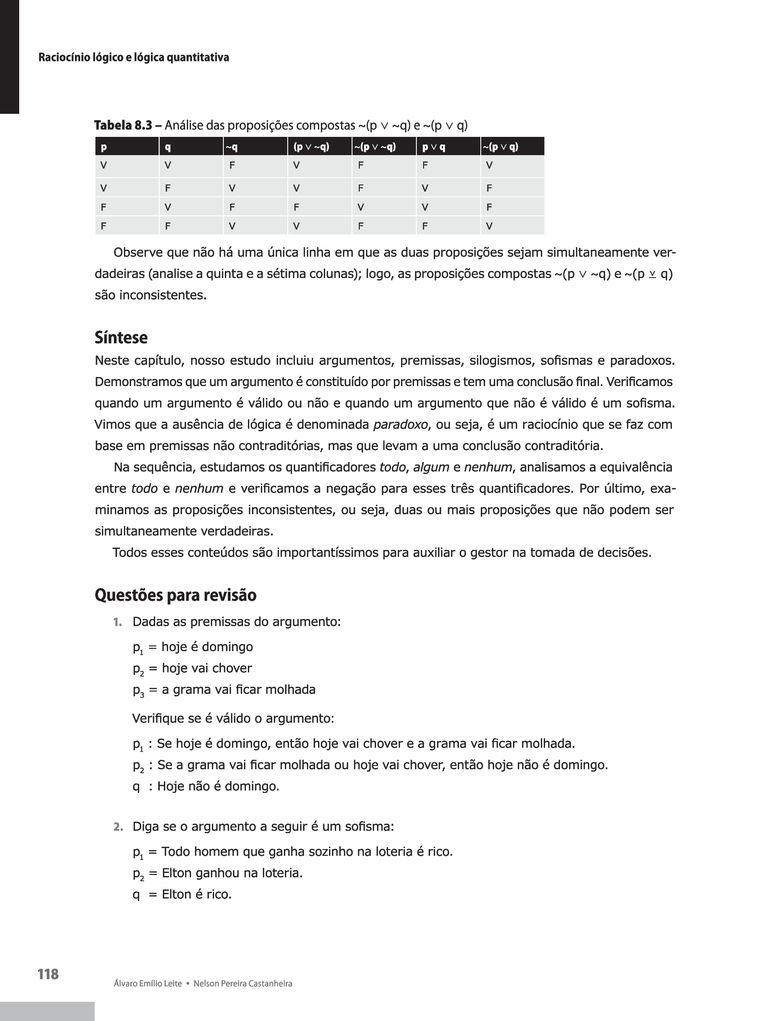 Raciocínio lógico e lógica quantitativa
Tabela 8.3 – Análise das proposições compostas ~(p ∨ ~q) e ~(p ∨ q)
p q ~q (p ∨ ~q) ~(p ∨ ~q) p ∨ q ~(p ∨ q)
V V F V F F V
V F V V F V F
F V F F V V F
F F V V F F V
Observe que não há uma única linha em que as duas proposições sejam simultaneamente ver-
dadeiras (analise a quinta e a sétima colunas); logo, as proposições compostas ~(p ∨ ~q) e ~(p ⊻ q)
são inconsistentes.
Síntese
Neste capítulo, nosso estudo incluiu argumentos, premissas, silogismos, sofismas e paradoxos.
Demonstramos que um argumento é constituído por premissas e tem uma conclusão final. Verificamos
quando um argumento é válido ou não e quando um argumento que não é válido é um sofisma.
Vimos que a ausência de lógica é denominada paradoxo, ou seja, é um raciocínio que se faz com
base em premissas não contraditórias, mas que levam a uma conclusão contraditória.
Na sequência, estudamos os quantificadores todo, algum e nenhum, analisamos a equivalência
entre todo e nenhum e verificamos a negação para esses três quantificadores. Por último, exa-
minamos as proposições inconsistentes, ou seja, duas ou mais proposições que não podem ser
simultaneamente verdadeiras.
Todos esses conteúdos são importantíssimos para auxiliar o gestor na tomada de decisões.
Questões para revisão
1. Dadas as premissas do argumento:
p₁ = hoje é domingo
p₂ = hoje vai chover
p₃ = a grama vai ficar molhada
Verifique se é válido o argumento:
p₁ : Se hoje é domingo, então hoje vai chover e a grama vai ficar molhada.
p₂ : Se a grama vai ficar molhada ou hoje vai chover, então hoje não é domingo.
q : Hoje não é domingo.
2. Diga se o argumento a seguir é um sofisma:
p₁ = Todo homem que ganha sozinho na loteria é rico.
p₂ = Elton ganhou na loteria.
q = Elton é rico.
118
Álvaro Emílio Leite • Nelson Pereira Castanheira